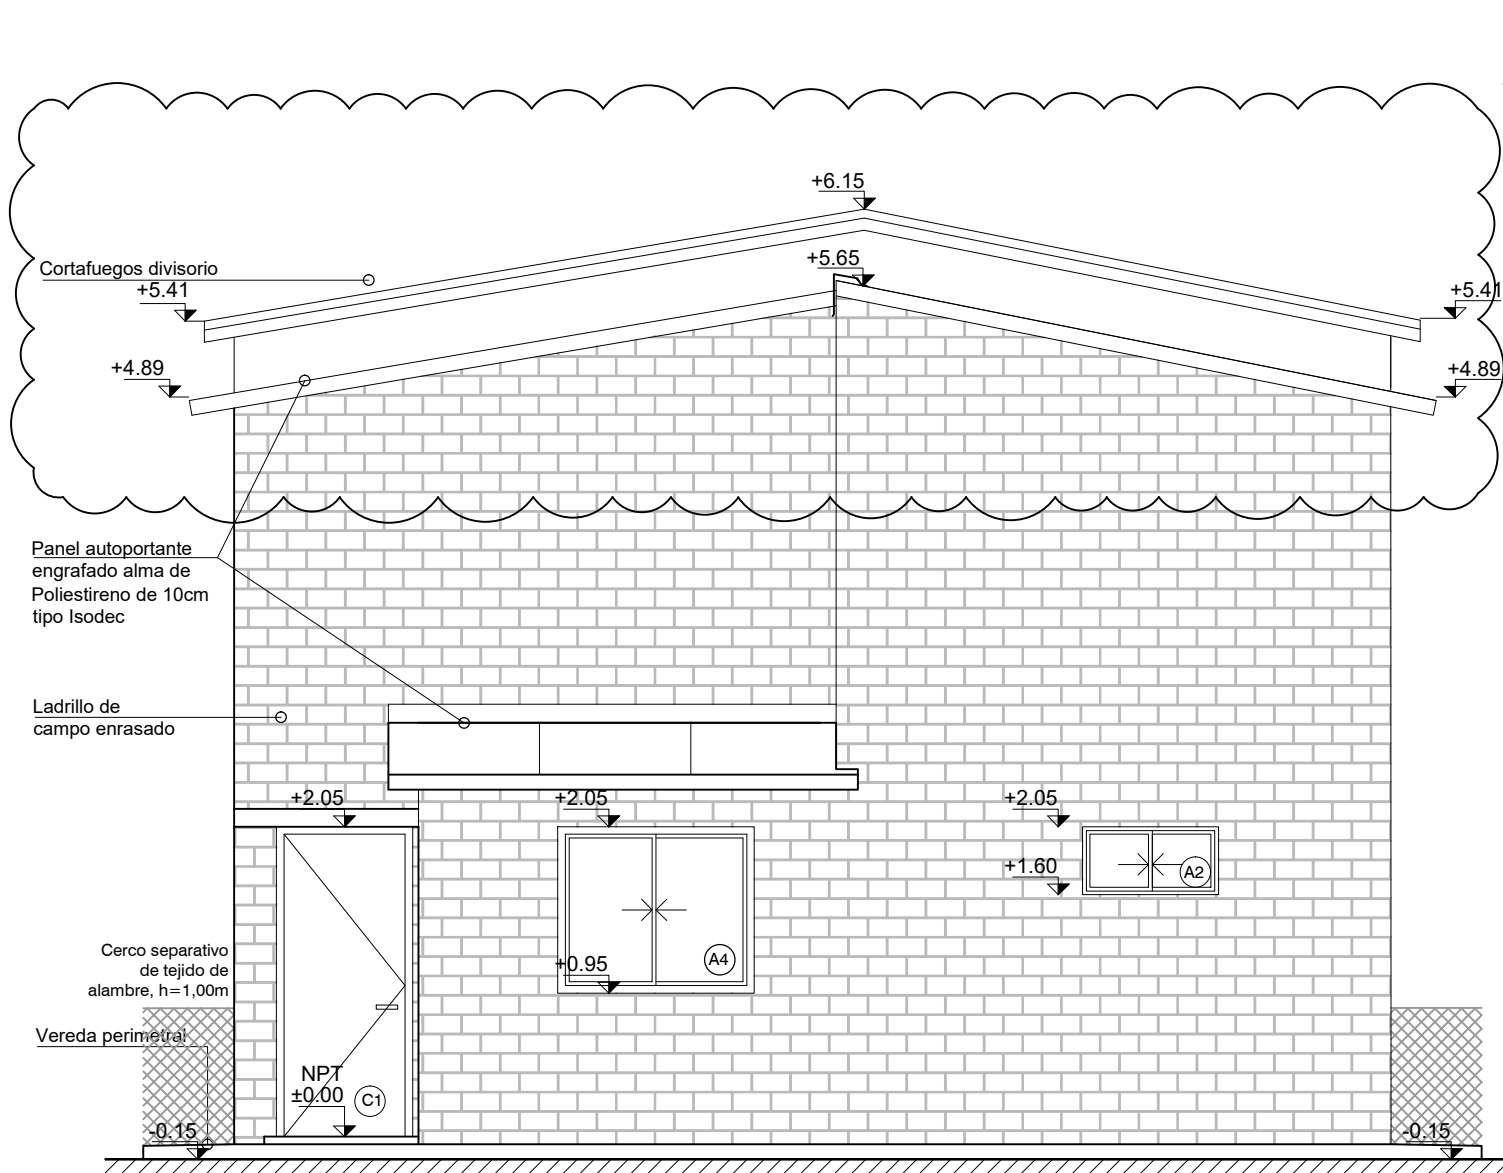 +6.15
+5.65
Cortafuegos divisorio
+5.41
+5.41
+4.89
+4.89
Panel autoportante
engrafado alma de
Poliestireno de 10cm
tipo Isodec
Ladrillo de
campo enrasado
+2.05
+2.05
+2.05
+1.60
A2
Cerco separativo
de tejido de
alambre, h=1,00m
+0.95
A4
Vereda perimetral
NPT
±0.00
C1
-0.15
-0.15